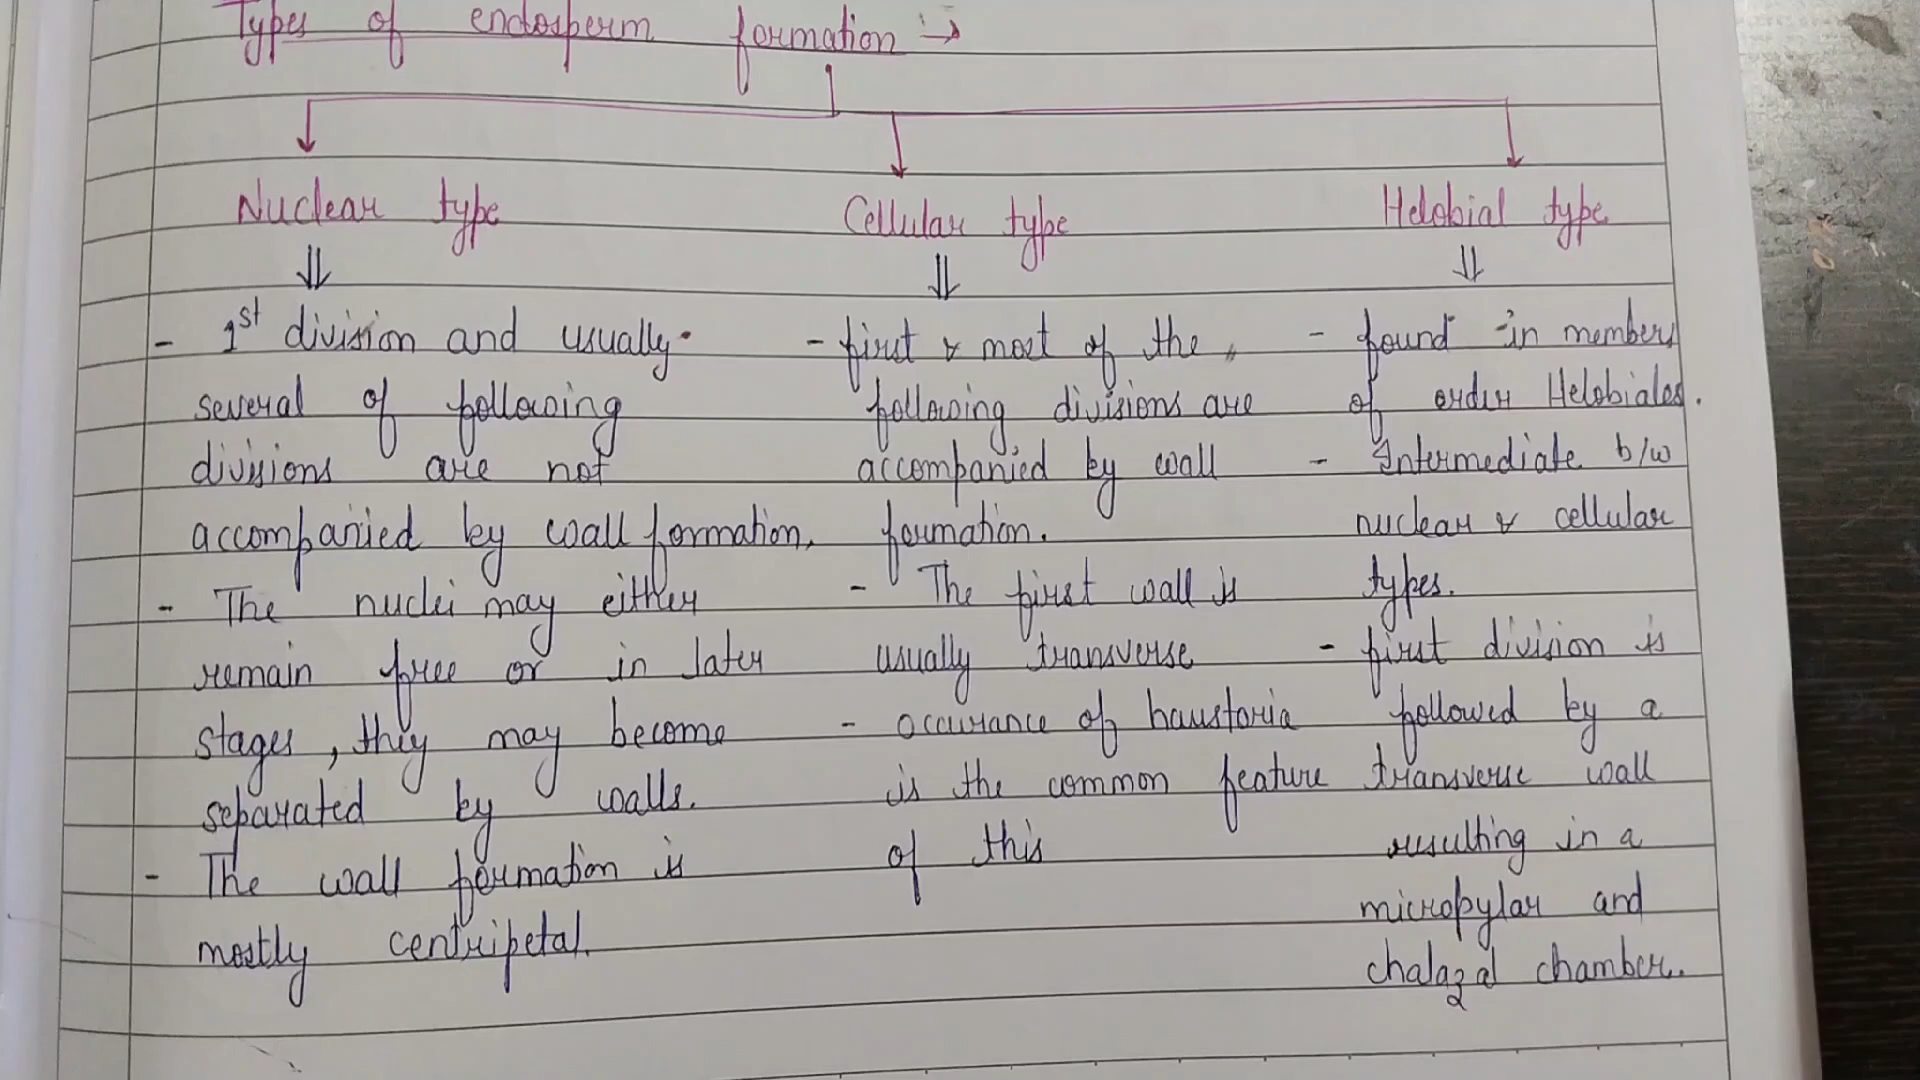 Types of endosperm formation :→
Nuclear type
Cellular type
Helobial type
- 1st division and usually
several of following
divisions are not
accompanied by wall formation.
- The nuclei may either
remain free or in later
stages, they may become
separated by walls.
- The wall formation is
mostly centripetal.
- first & most of the
following divisions are
accompanied by wall
formation.
- The first wall is
usually transverse
- occurance of haustoria
is the common feature
of this
- found in members
of order Helobiales.
- Intermediate b/w
nuclear & cellular
types.
- first division is
followed by a
transverse wall
resulting in a
micropylar and
chalazal chamber.